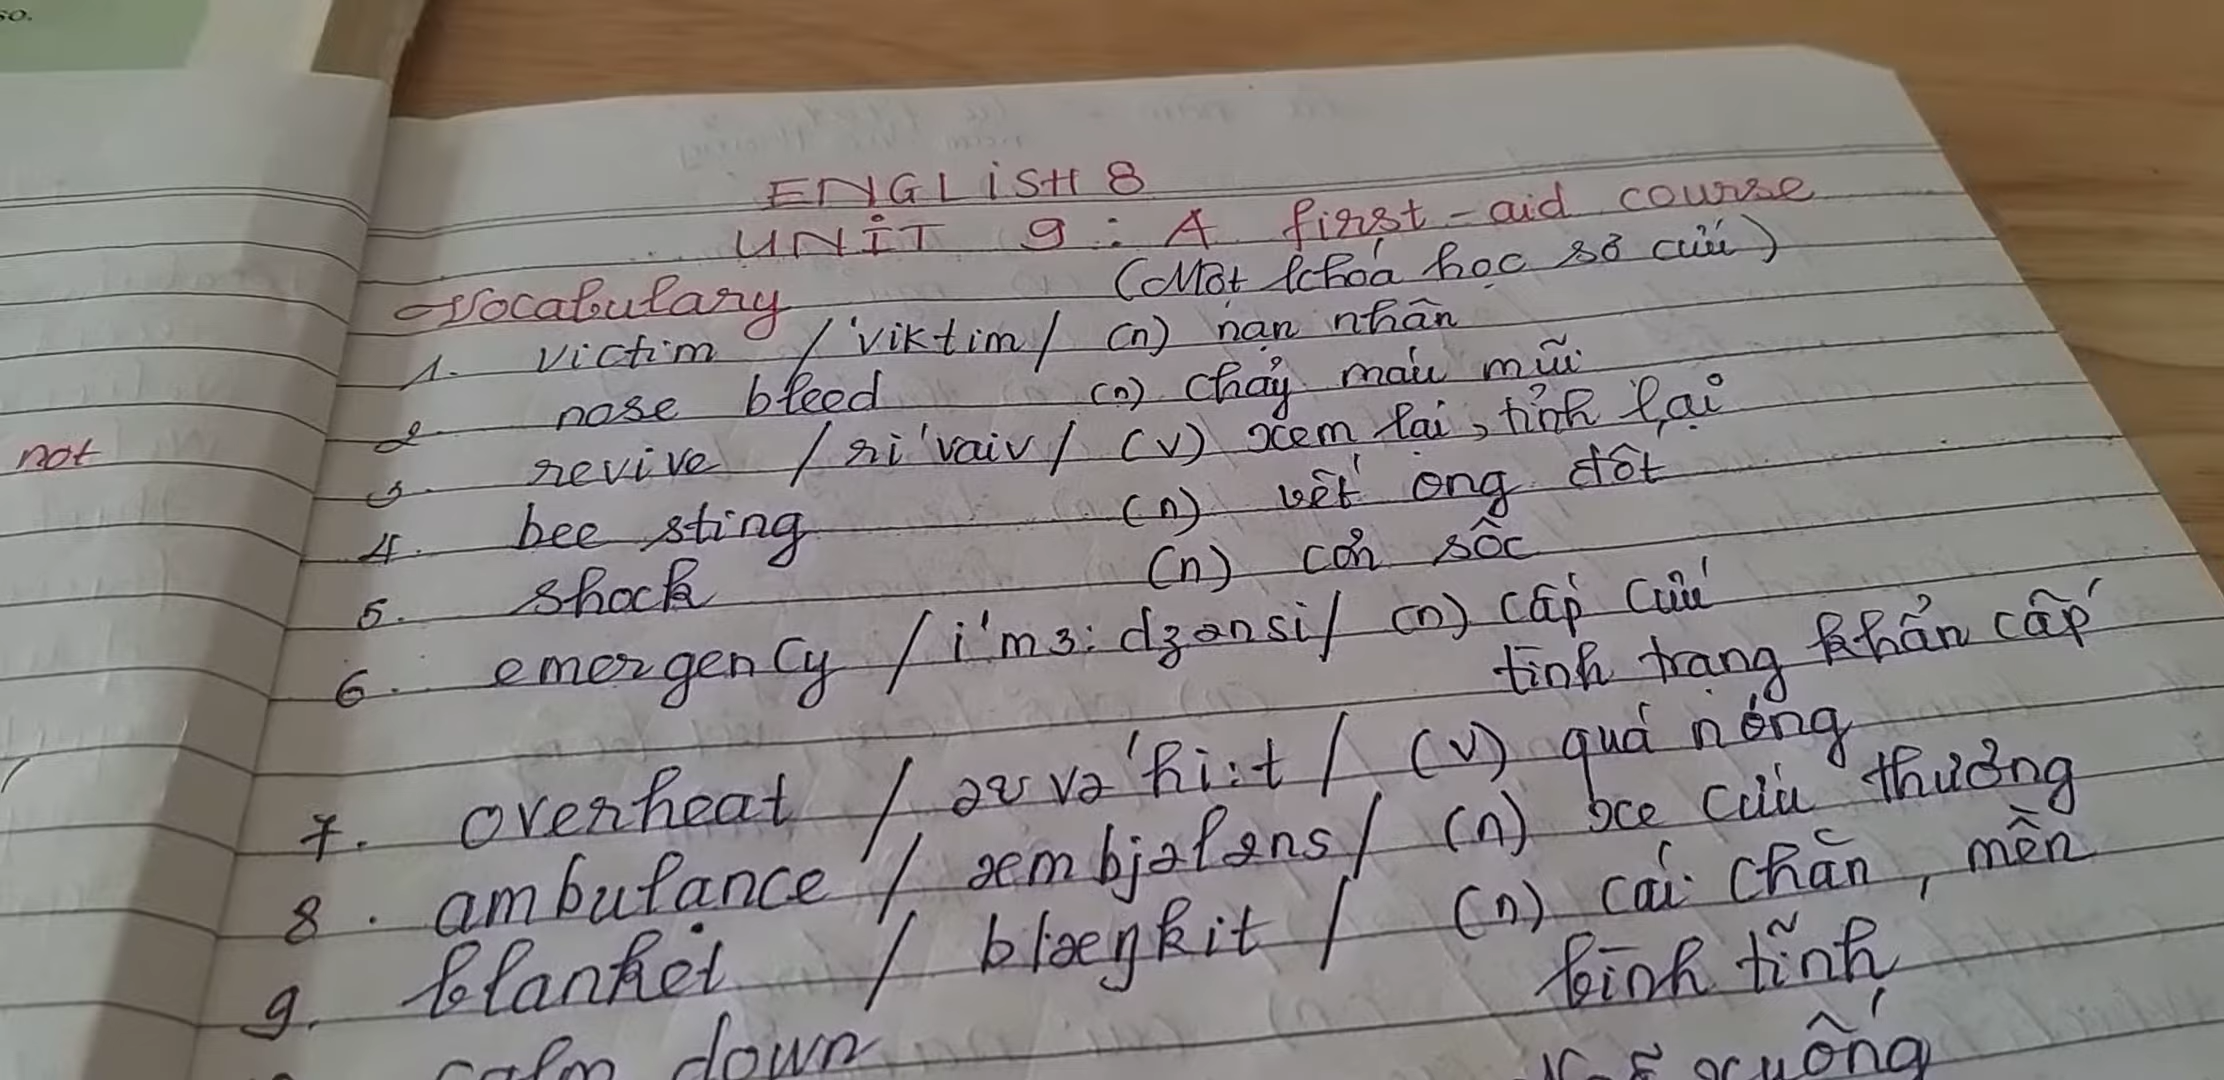 so.
not
ENGLiSH 8
UNiT 9 : A first-aid course
(Một khoá học sơ cứu)
-Vocabulary
1. victim /'viktim/ (n) nạn nhân
2. nose bleed (n) chảy máu mũi
3. revive /ri'vaiv/ (v) xem lại, tỉnh lại
4. bee sting (n) vết ong đốt
5. shock (n) cơn sốc
6. emergency /i'mɜ:dʒənsi/ (n) cấp cứu
tình trạng khẩn cấp
7. overheat /əʊvə'hi:t/ (v) quá nóng
8. ambulance /æmbjələns/ (n) xe cứu thương
9. blanket /blæŋkit/ (n) cái chăn, mền
calm down bình tĩnh
xuống